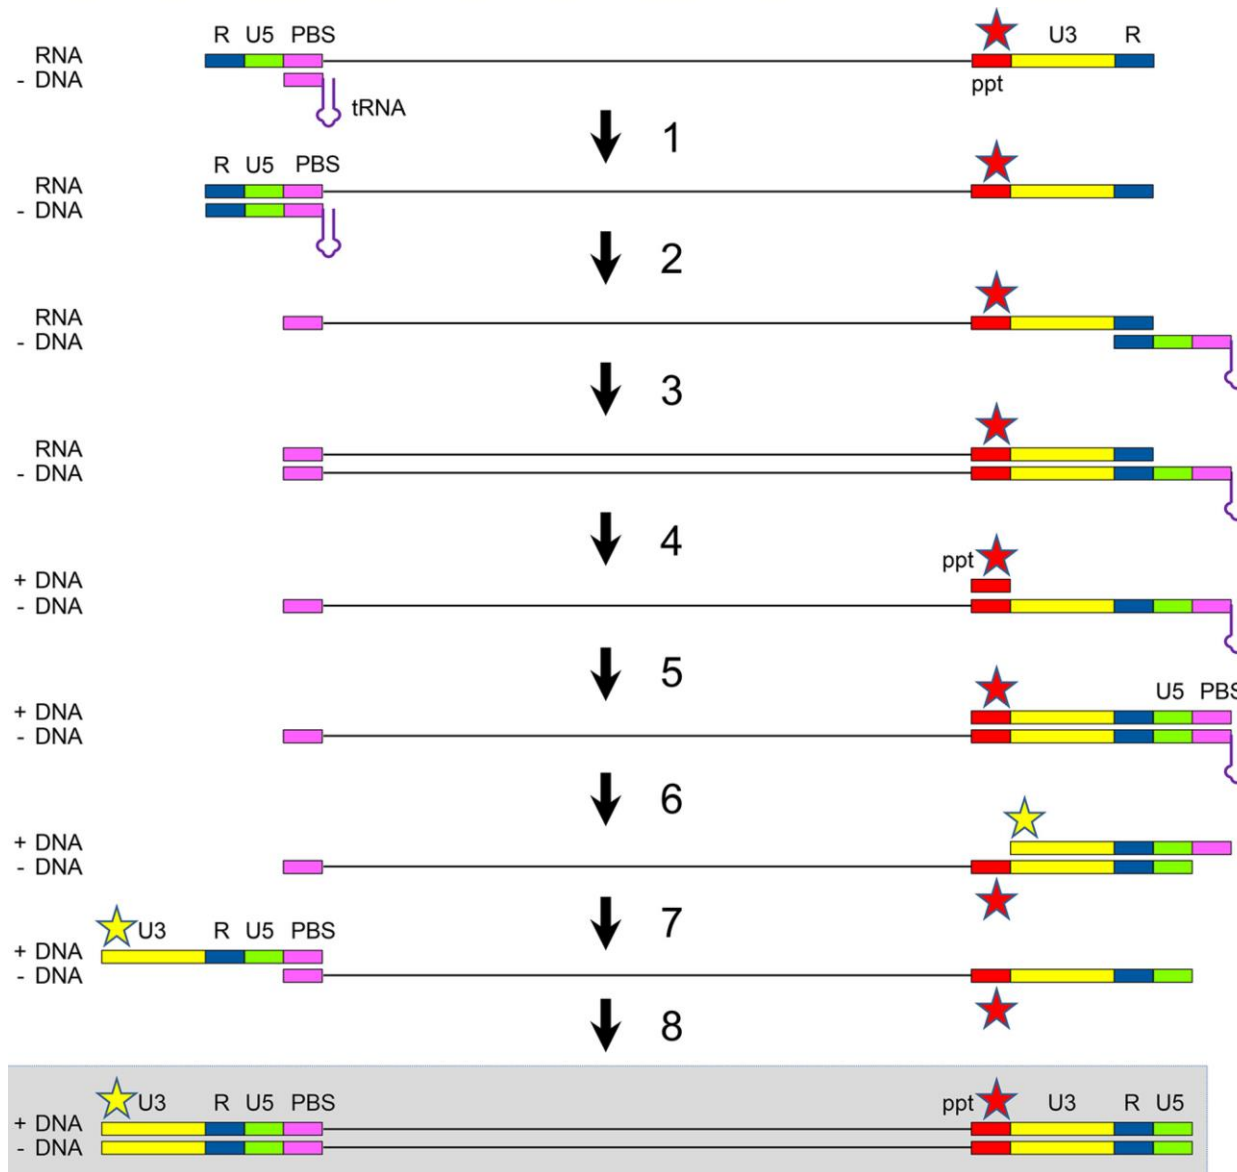 R U5 PBS U3 R
RNA
- DNA
ppt
tRNA
1
R U5 PBS
RNA
- DNA
2
RNA
- DNA
3
RNA
- DNA
4
ppt
+ DNA
- DNA
5
U5 PBS
+ DNA
- DNA
6
+ DNA
- DNA
7
U3 R U5 PBS
+ DNA
- DNA
8
U3 R U5 PBS ppt U3 R U5
+ DNA
- DNA